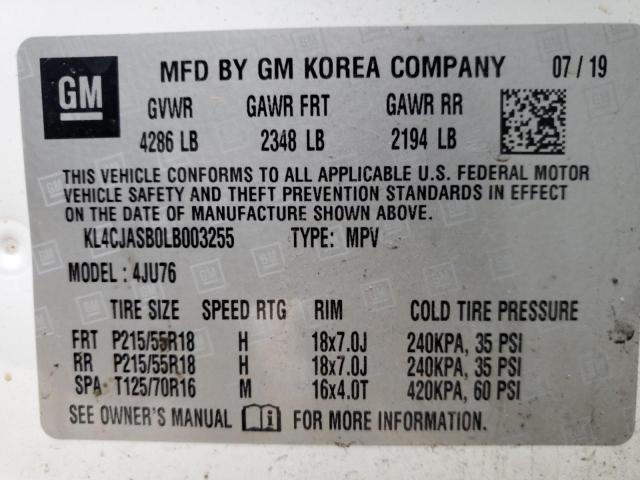 GM MFD BY GM KOREA COMPANY 07/19
GVWR GAWR FRT GAWR RR
4286 LB 2348 LB 2194 LB
THIS VEHICLE CONFORMS TO ALL APPLICABLE U.S. FEDERAL MOTOR
VEHICLE SAFETY AND THEFT PREVENTION STANDARDS IN EFFECT
ON THE DATE OF MANUFACTURE SHOWN ABOVE.
KL4CJASB0LB003255 TYPE: MPV
MODEL: 4JU76
TIRE SIZE SPEED RTG RIM COLD TIRE PRESSURE
FRT P215/55R18 H 18x7.0J 240KPA, 35 PSI
RR P215/55R18 H 18x7.0J 240KPA, 35 PSI
SPA T125/70R16 M 16x4.0T 420KPA, 60 PSI
SEE OWNER'S MANUAL i FOR MORE INFORMATION.